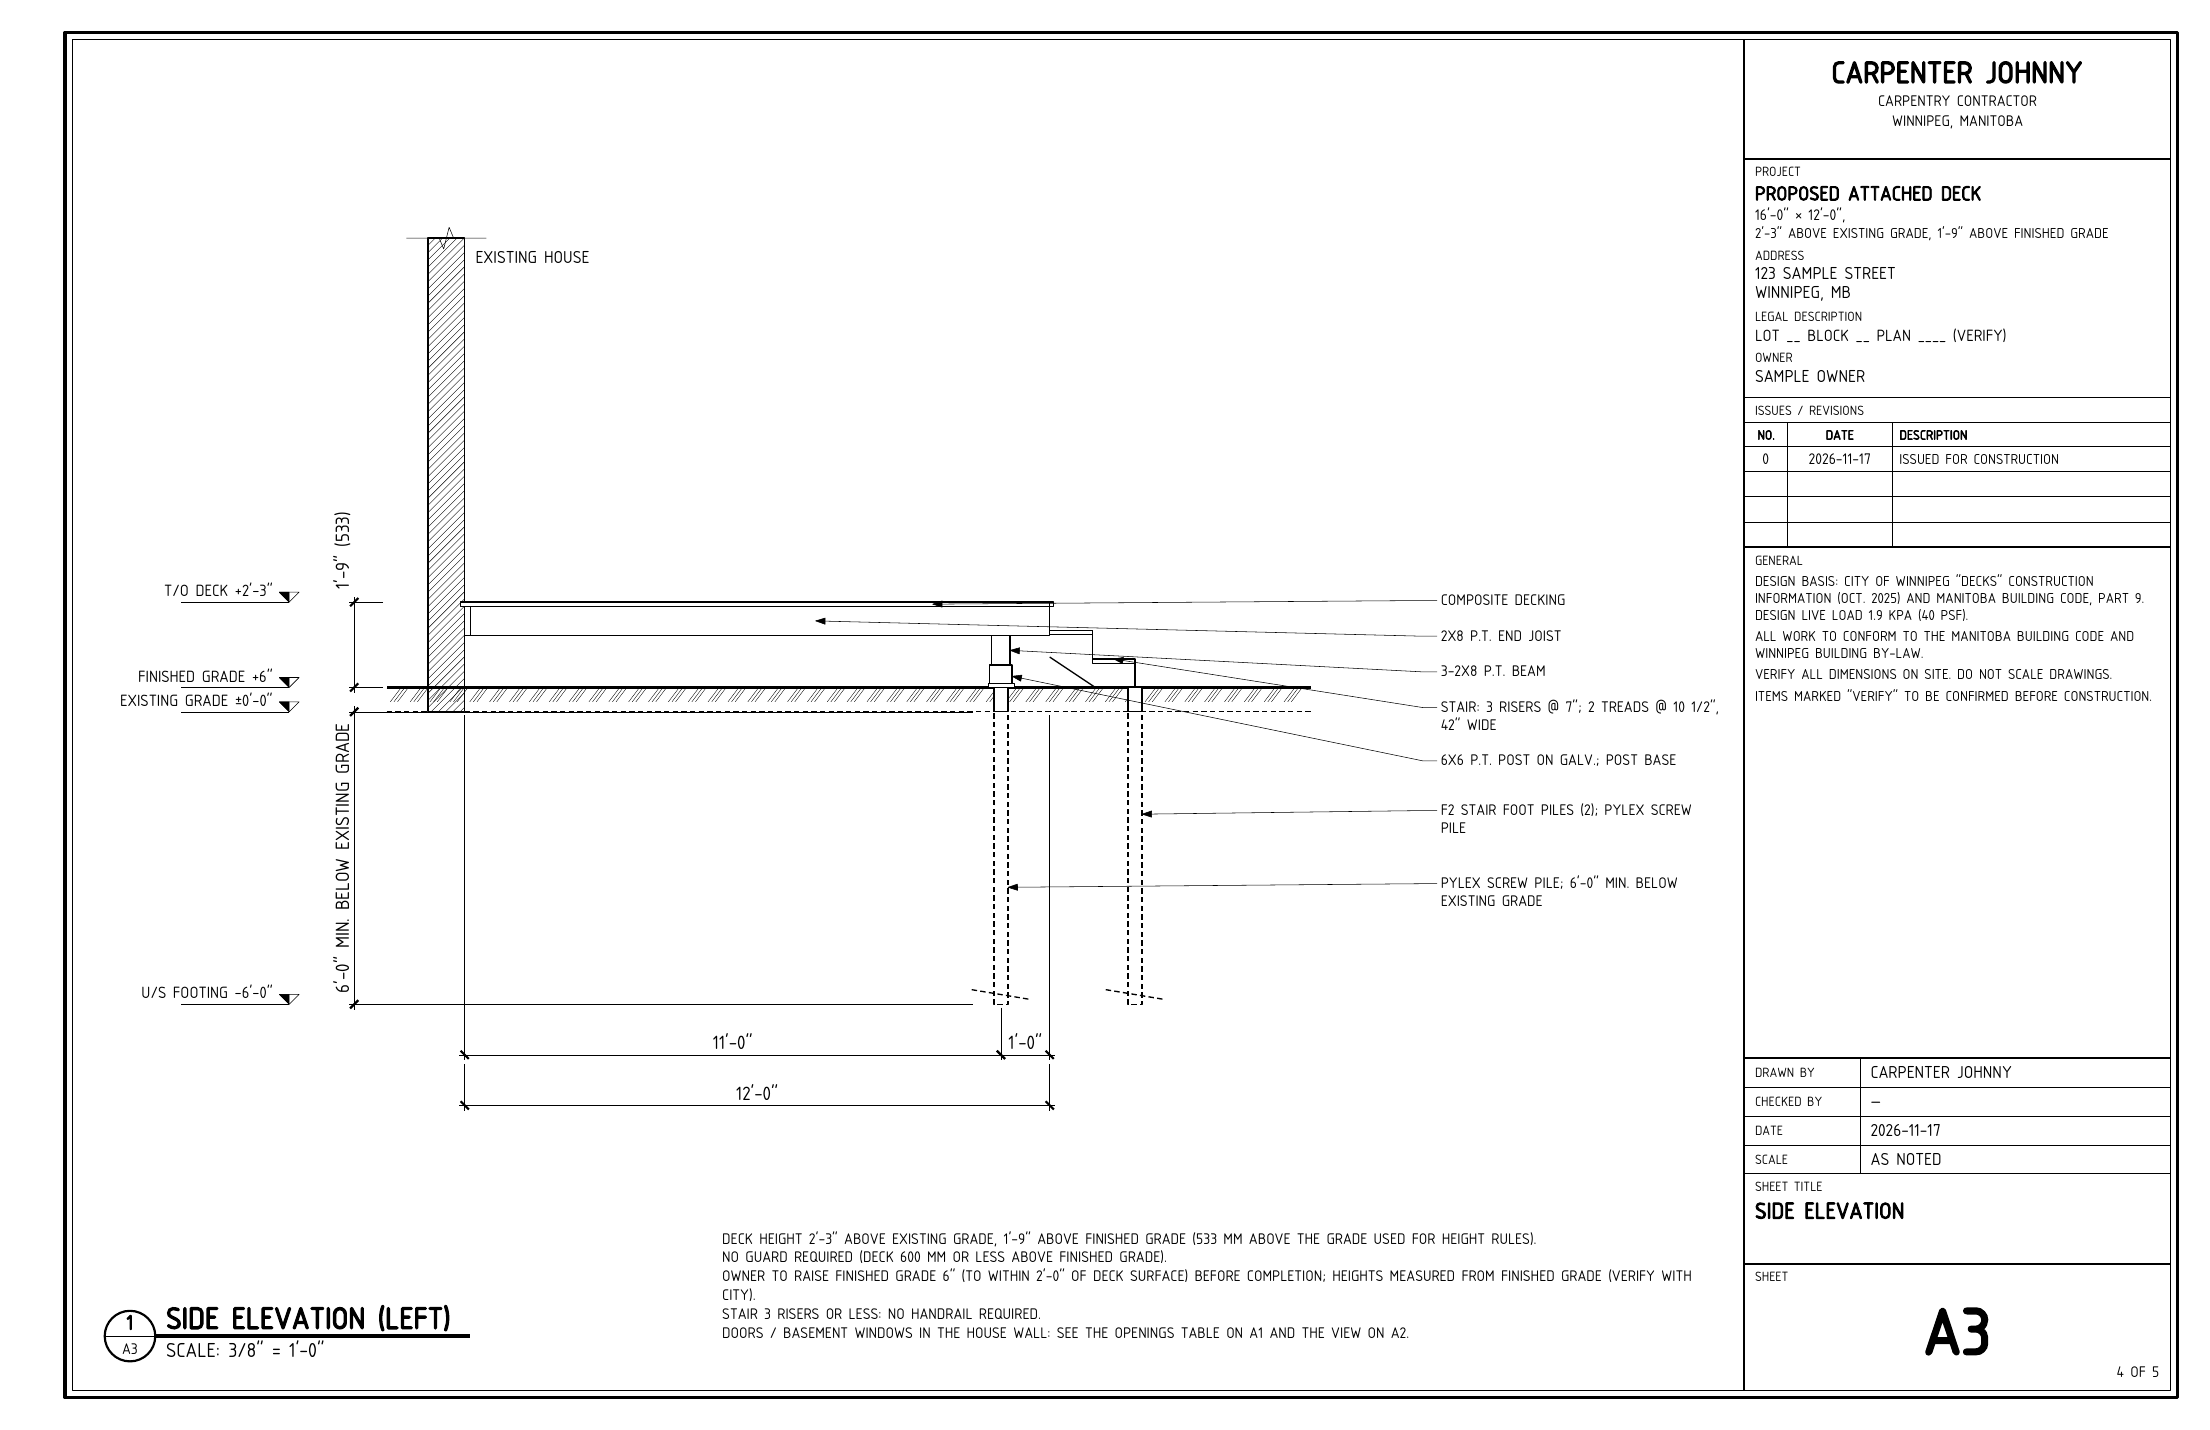 EXISTING HOUSE
1'-9" (533)
T/O DECK +2'-3"
FINISHED GRADE +6"
EXISTING GRADE ±0'-0"
6'-0" MIN. BELOW EXISTING GRADE
U/S FOOTING -6'-0"
COMPOSITE DECKING
2X8 P.T. END JOIST
3-2X8 P.T. BEAM
STAIR: 3 RISERS @ 7"; 2 TREADS @ 10 1/2",
42" WIDE
6X6 P.T. POST ON GALV.; POST BASE
F2 STAIR FOOT PILES (2); PYLEX SCREW
PILE
PYLEX SCREW PILE; 6'-0" MIN. BELOW
EXISTING GRADE
11'-0"
1'-0"
12'-0"
DECK HEIGHT 2'-3" ABOVE EXISTING GRADE, 1'-9" ABOVE FINISHED GRADE (533 MM ABOVE THE GRADE USED FOR HEIGHT RULES).
NO GUARD REQUIRED (DECK 600 MM OR LESS ABOVE FINISHED GRADE).
OWNER TO RAISE FINISHED GRADE 6" (TO WITHIN 2'-0" OF DECK SURFACE) BEFORE COMPLETION; HEIGHTS MEASURED FROM FINISHED GRADE (VERIFY WITH
CITY).
STAIR 3 RISERS OR LESS: NO HANDRAIL REQUIRED.
DOORS / BASEMENT WINDOWS IN THE HOUSE WALL: SEE THE OPENINGS TABLE ON A1 AND THE VIEW ON A2.
1
A3
SIDE ELEVATION (LEFT)
SCALE: 3/8" = 1'-0"
CARPENTER JOHNNY
CARPENTRY CONTRACTOR
WINNIPEG, MANITOBA
PROJECT
PROPOSED ATTACHED DECK
16'-0" × 12'-0",
2'-3" ABOVE EXISTING GRADE, 1'-9" ABOVE FINISHED GRADE
ADDRESS
123 SAMPLE STREET
WINNIPEG, MB
LEGAL DESCRIPTION
LOT __ BLOCK __ PLAN ____ (VERIFY)
OWNER
SAMPLE OWNER
ISSUES / REVISIONS
NO. DATE DESCRIPTION
0 2026-11-17 ISSUED FOR CONSTRUCTION
GENERAL
DESIGN BASIS: CITY OF WINNIPEG "DECKS" CONSTRUCTION
INFORMATION (OCT. 2025) AND MANITOBA BUILDING CODE, PART 9.
DESIGN LIVE LOAD 1.9 KPA (40 PSF).
ALL WORK TO CONFORM TO THE MANITOBA BUILDING CODE AND
WINNIPEG BUILDING BY-LAW.
VERIFY ALL DIMENSIONS ON SITE. DO NOT SCALE DRAWINGS.
ITEMS MARKED "VERIFY" TO BE CONFIRMED BEFORE CONSTRUCTION.
DRAWN BY CARPENTER JOHNNY
CHECKED BY —
DATE 2026-11-17
SCALE AS NOTED
SHEET TITLE
SIDE ELEVATION
SHEET
A3
4 OF 5